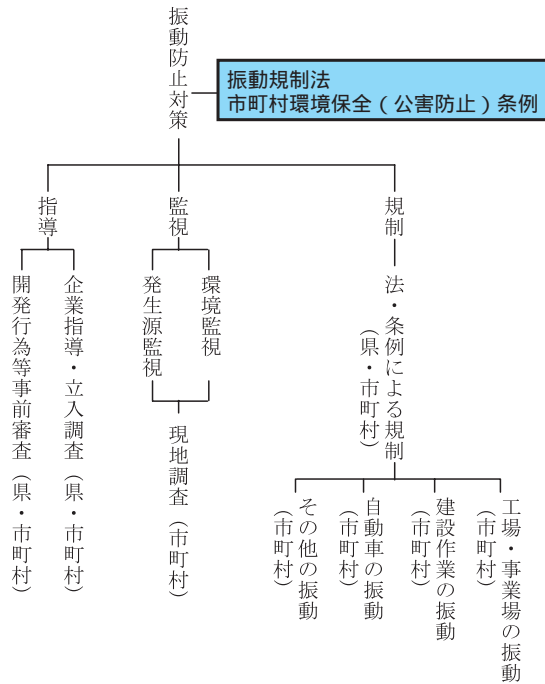 振動防止対策
振動規制法
市町村環境保全(公害防止)条例
規制
法・条例による規制
(県・市町村)
工場・事業場の振動
(市町村)
建設作業の振動
(市町村)
自動車の振動
(市町村)
その他の振動
(市町村)
監視
環境監視
発生源監視
現地調査(市町村)
指導
企業指導・立入調査(県・市町村)
開発行為等事前審査(県・市町村)